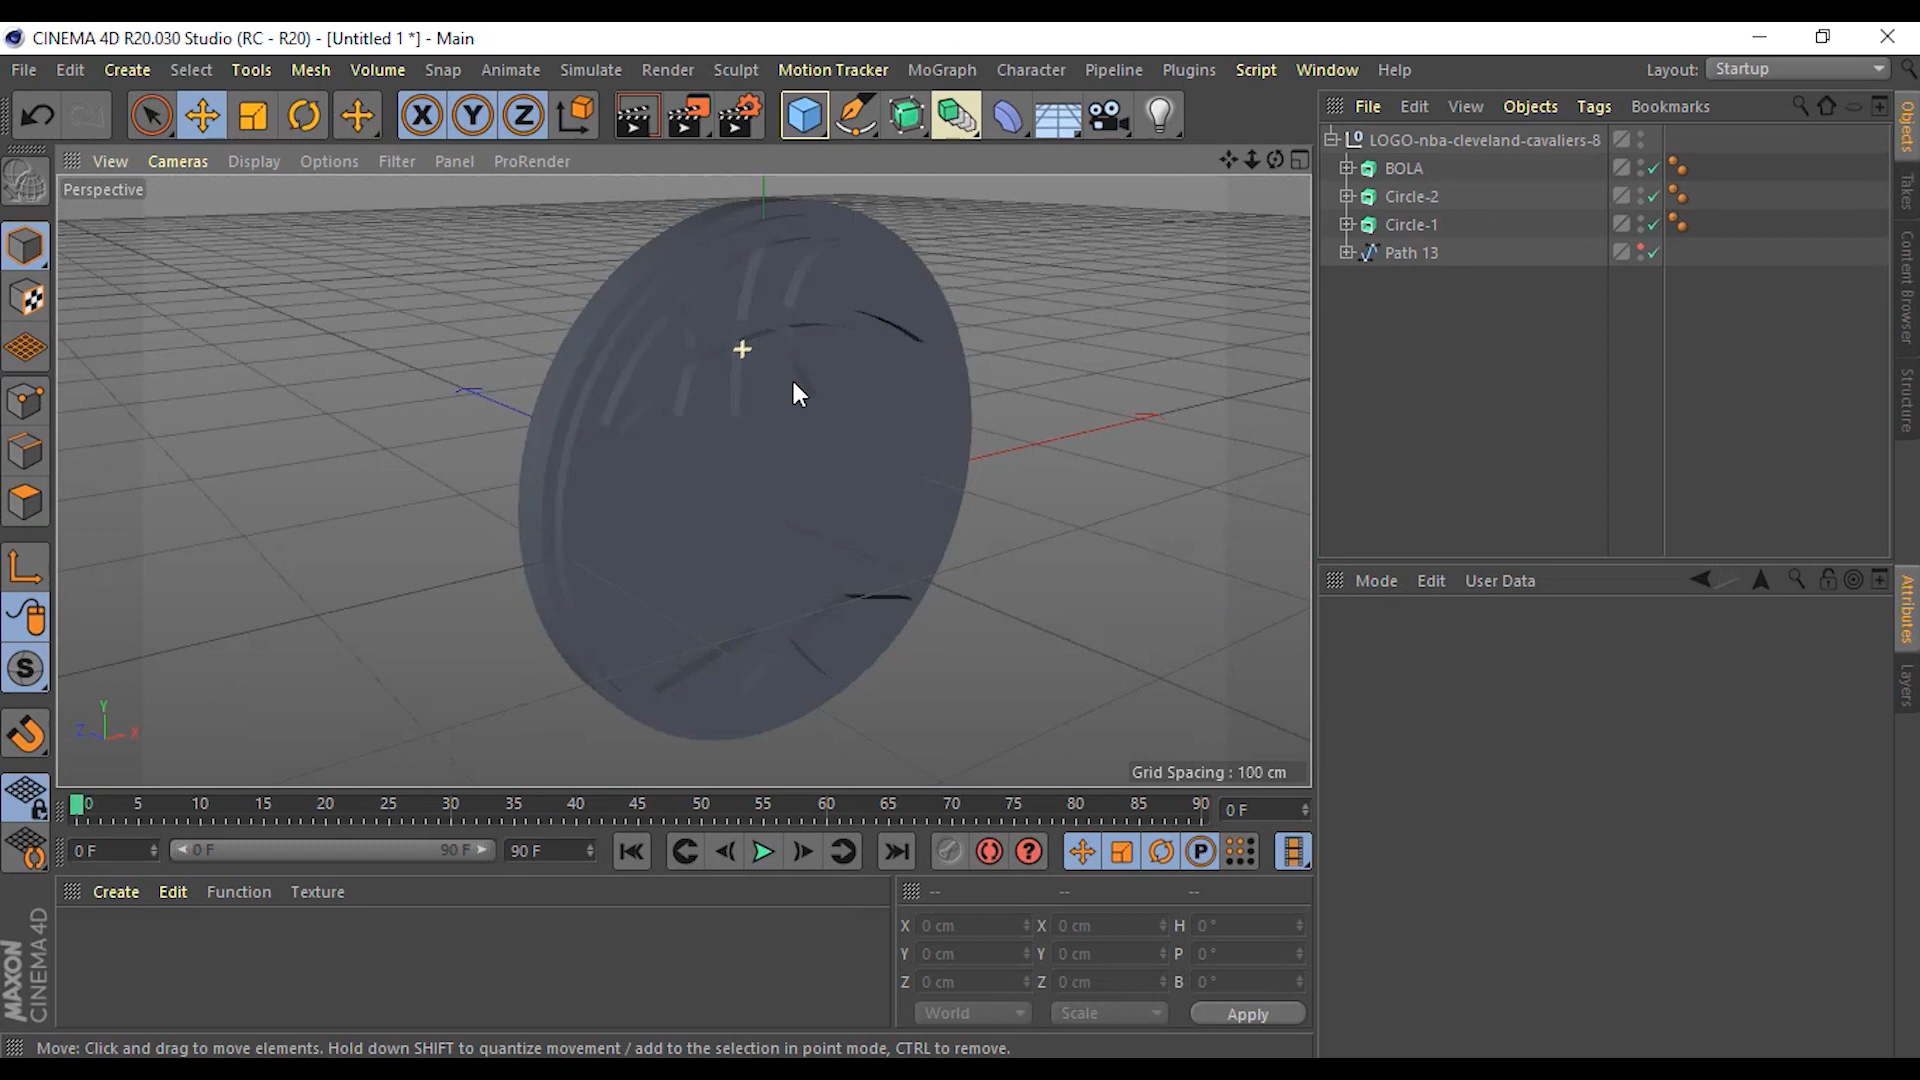 CINEMA 4D R20.030 Studio (RC - R20) - [Untitled 1 *] - Main
File Edit Create Select Tools Mesh Volume Snap Animate Simulate Render Sculpt Motion Tracker MoGraph Character Pipeline Plugins Script Window Help Layout: Startup
X Y Z
File Edit View Objects Tags Bookmarks
View Cameras Display Options Filter Panel ProRender
Perspective
LOGO-nba-cleveland-cavaliers-8
BOLA
Circle-2
Circle-1
Path 13
Objects
Takes
Content Browser
Structure
Mode Edit User Data
Attributes
Layers
S
Y
Z X
Grid Spacing : 100 cm
0 5 10 15 20 25 30 35 40 45 50 55 60 65 70 75 80 85 90 0 F
0 F 0 F 90 F 90 F ? P
Create Edit Function Texture
-- -- --
X 0 cm X 0 cm H 0 °
Y 0 cm Y 0 cm P 0 °
Z 0 cm Z 0 cm B 0 °
World Scale Apply
MAXON
CINEMA 4D
Move: Click and drag to move elements. Hold down SHIFT to quantize movement / add to the selection in point mode, CTRL to remove.